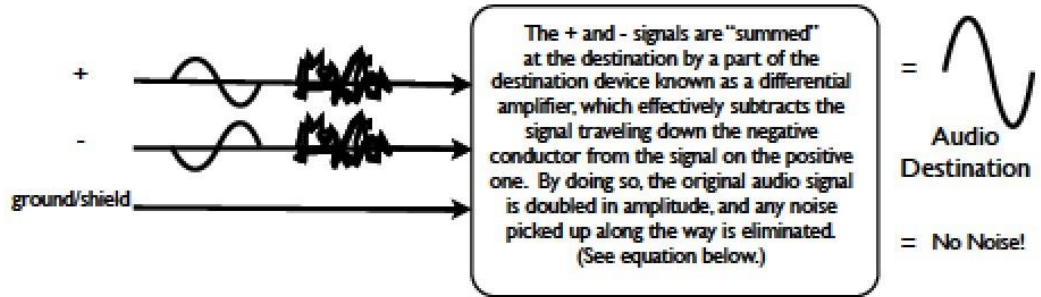 The + and - signals are “summed”
at the destination by a part of the
destination device known as a differential
amplifier, which effectively subtracts the
signal traveling down the negative
conductor from the signal on the positive
one. By doing so, the original audio signal
is doubled in amplitude, and any noise
picked up along the way is eliminated.
(See equation below.)
+
-
ground/shield
=
Audio
Destination
= No Noise!